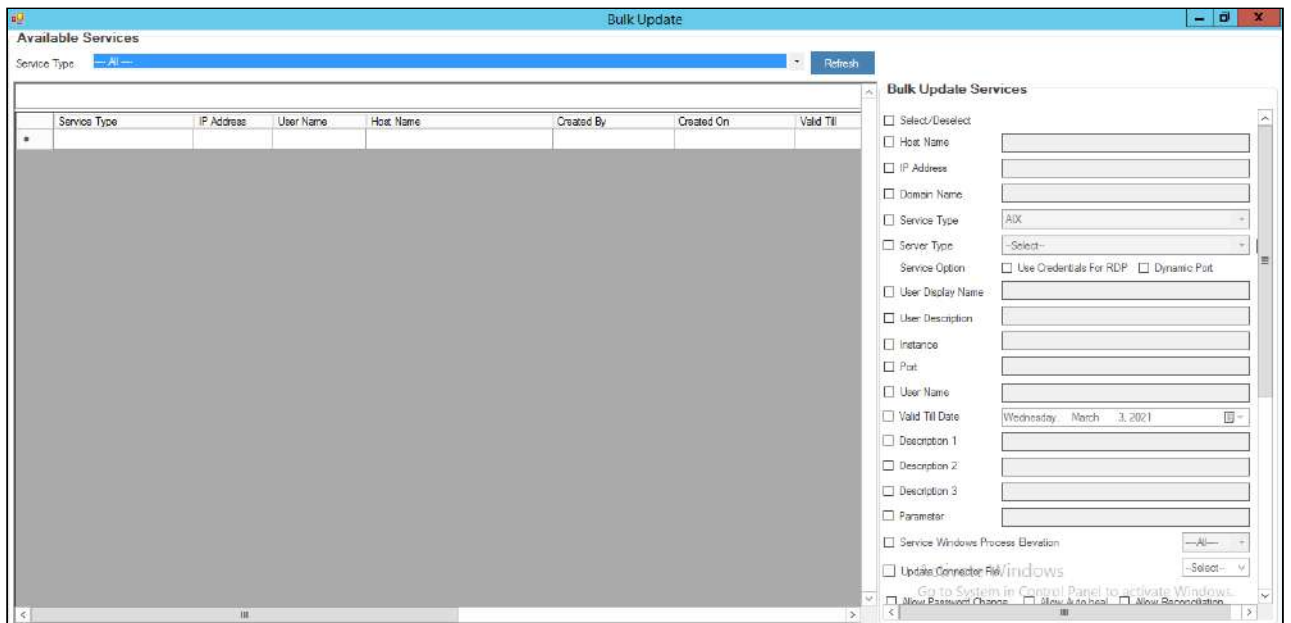 Bulk Update
Available Services
Service Type ---- All ---- Refresh
Service Type IP Address User Name Host Name Created By Created On Valid Till
Bulk Update Services
Select/Deselect
Host Name
IP Address
Domain Name
Service Type AIX
Server Type --Select--
Service Option Use Credentials For RDP Dynamic Port
User Display Name
User Description
Instance
Port
User Name
Valid Till Date Wednesday, March 3, 2021
Description 1
Description 2
Description 3
Parameter
Service Windows Process Elevation ----All----
Update Connector File --Select--
Windows
Go to System in Control Panel to activate Windows.
Allow Password Change Allow Auto heal Allow Reconciliation